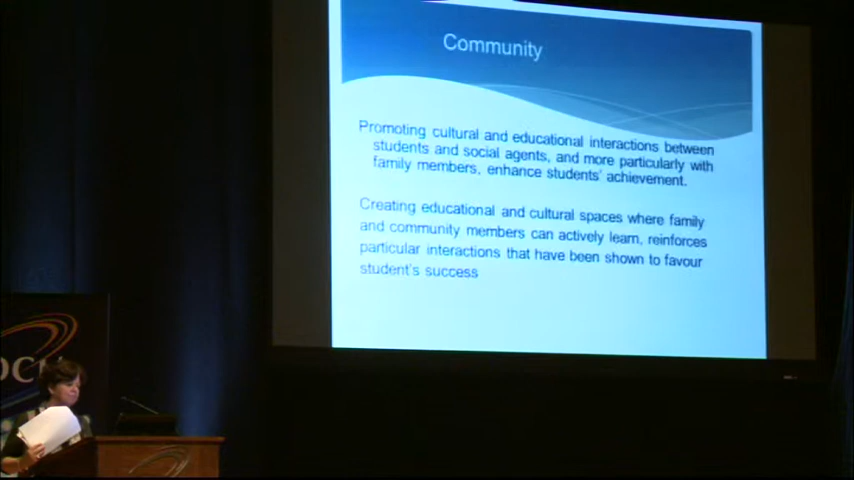 Community
Promoting cultural and educational interactions between
students and social agents, and more particularly with
family members, enhance students' achievement.
Creating educational and cultural spaces where family
and community members can actively learn, reinforces
particular interactions that have been shown to favour
student's success